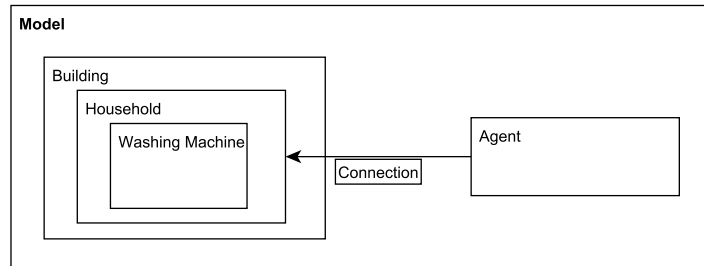 Model
Building
Household
Washing Machine
Agent
Connection